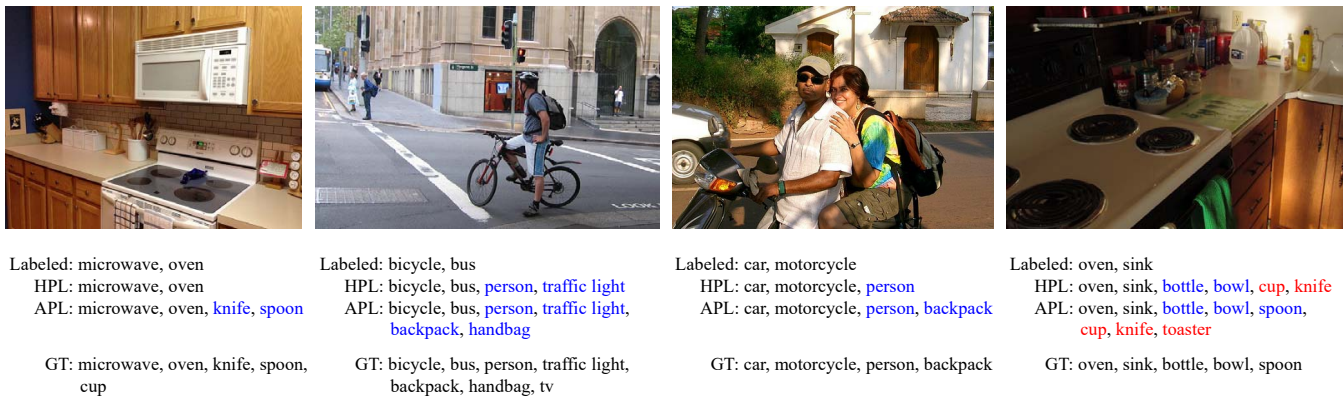 Labeled: microwave, oven
HPL: microwave, oven
APL: microwave, oven, knife, spoon
GT: microwave, oven, knife, spoon,
cup
LOOK
Labeled: bicycle, bus
HPL: bicycle, bus, person, traffic light
APL: bicycle, bus, person, traffic light,
backpack, handbag
GT: bicycle, bus, person, traffic light,
backpack, handbag, tv
Labeled: car, motorcycle
HPL: car, motorcycle, person
APL: car, motorcycle, person, backpack
GT: car, motorcycle, person, backpack
Labeled: oven, sink
HPL: oven, sink, bottle, bowl, cup, knife
APL: oven, sink, bottle, bowl, spoon,
cup, knife, toaster
GT: oven, sink, bottle, bowl, spoon